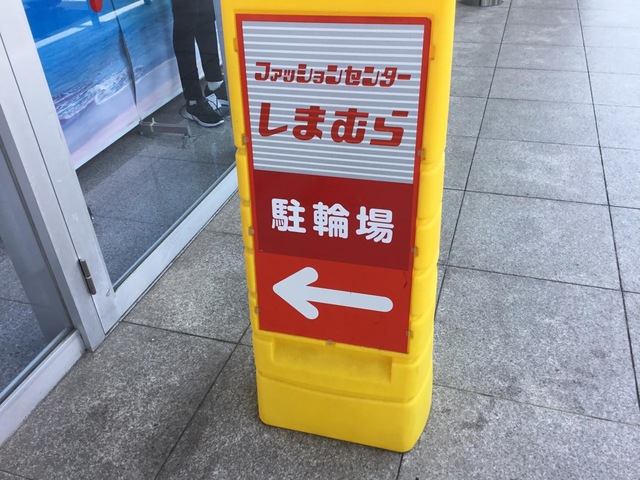 ファッションセンター
しまむら
駐輪場